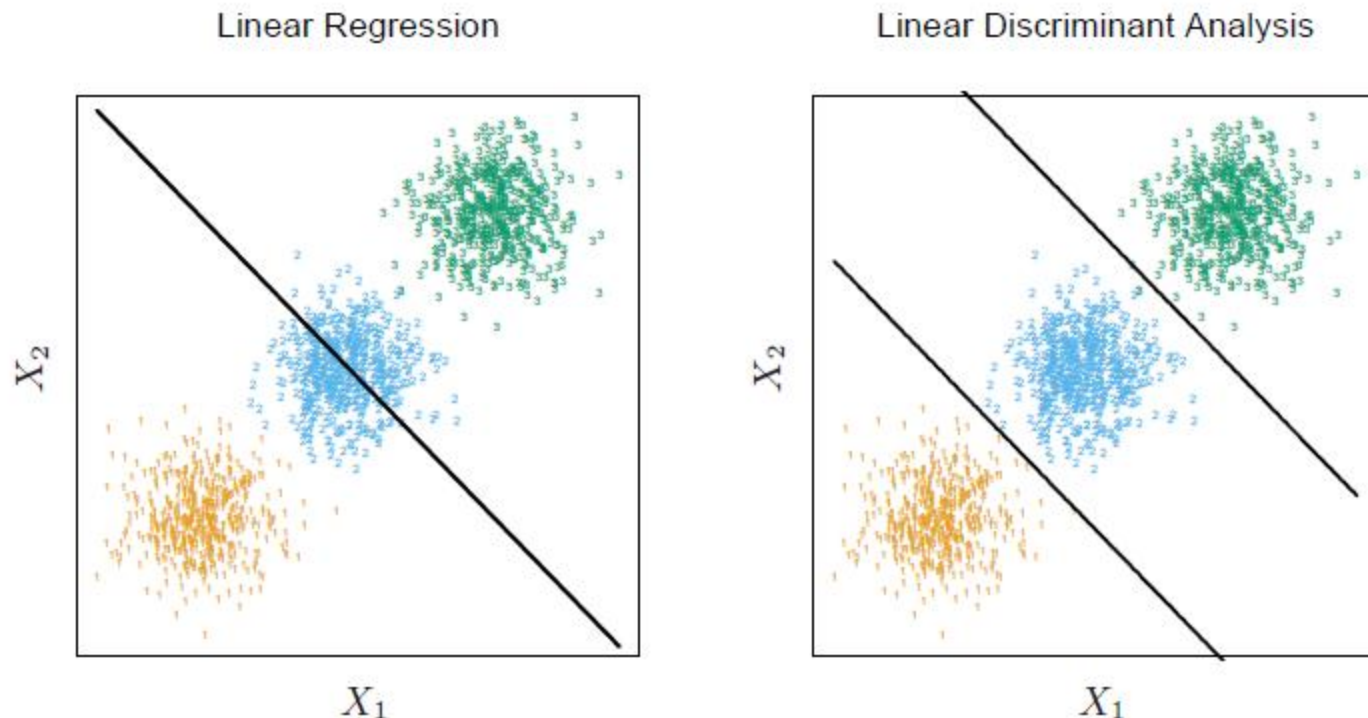 Linear Regression
X₂
X₁
Linear Discriminant Analysis
X₂
X₁